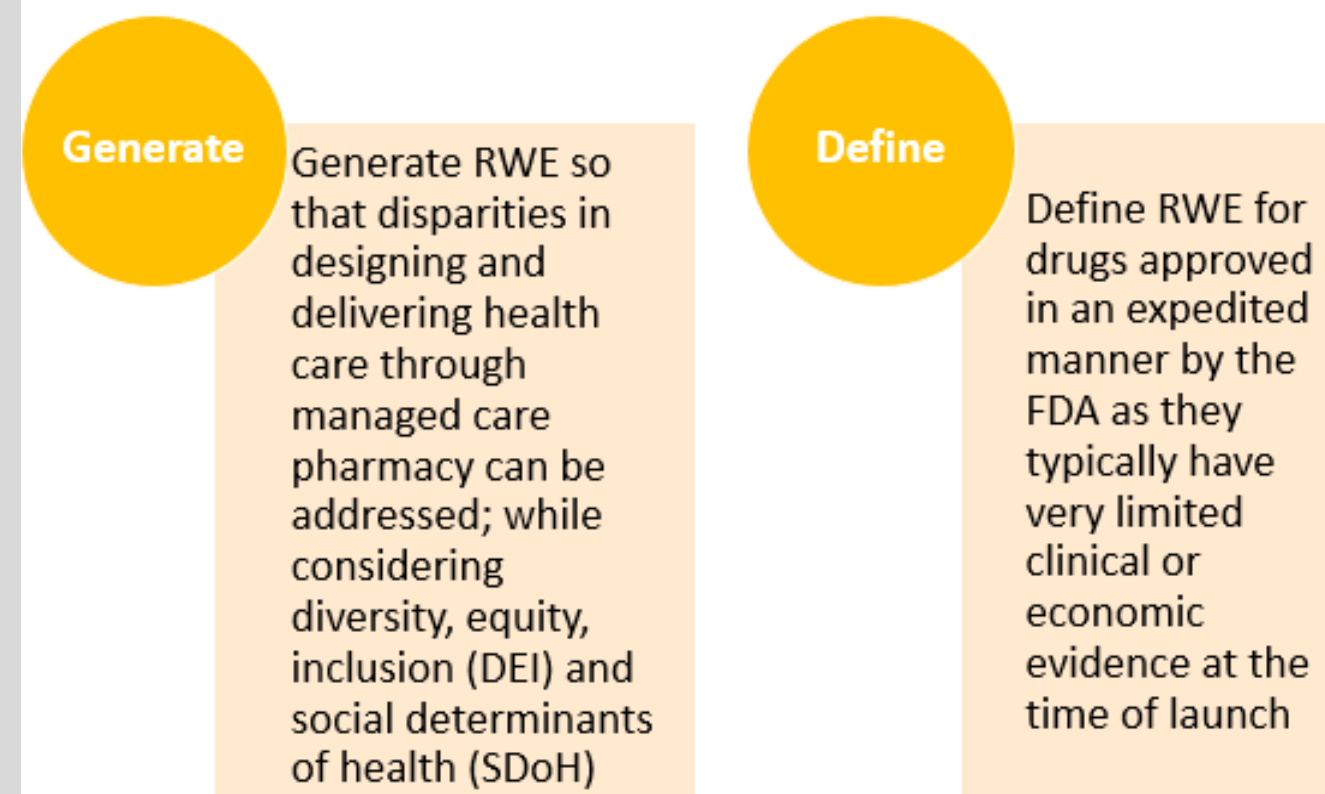 Generate
Generate RWE so
that disparities in
designing and
delivering health
care through
managed care
pharmacy can be
addressed; while
considering
diversity, equity,
inclusion (DEI) and
social determinants
of health (SDoH)
Define
Define RWE for
drugs approved
in an expedited
manner by the
FDA as they
typically have
very limited
clinical or
economic
evidence at the
time of launch